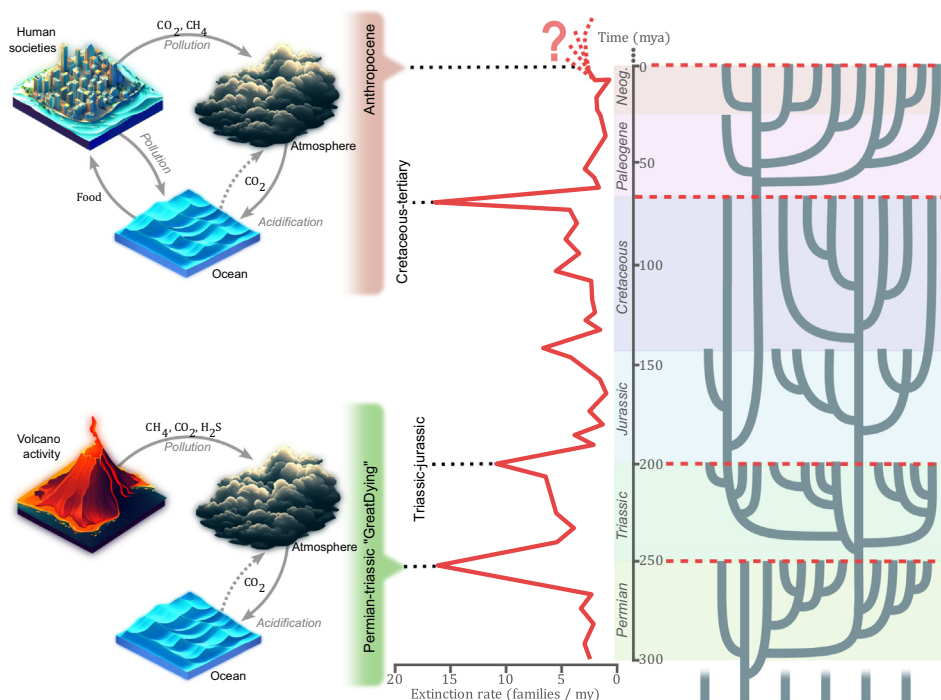 Human
societies
CO2, CH4
Pollution
Atmosphere
Pollution
Food
CO2
Acidification
Ocean
Volcano
activity
CH4, CO2, H2S
Pollution
Atmosphere
CO2
Acidification
Ocean
Anthropocene
Permian-triassic "GreatDying"
Cretaceous-tertiary
Triassic-jurassic
?
20
15
10
5
0
Extinction rate (families / my)
Time (mya)
0
50
100
150
200
250
300
Neog.
Paleogene
Cretaceous
Jurassic
Triassic
Permian